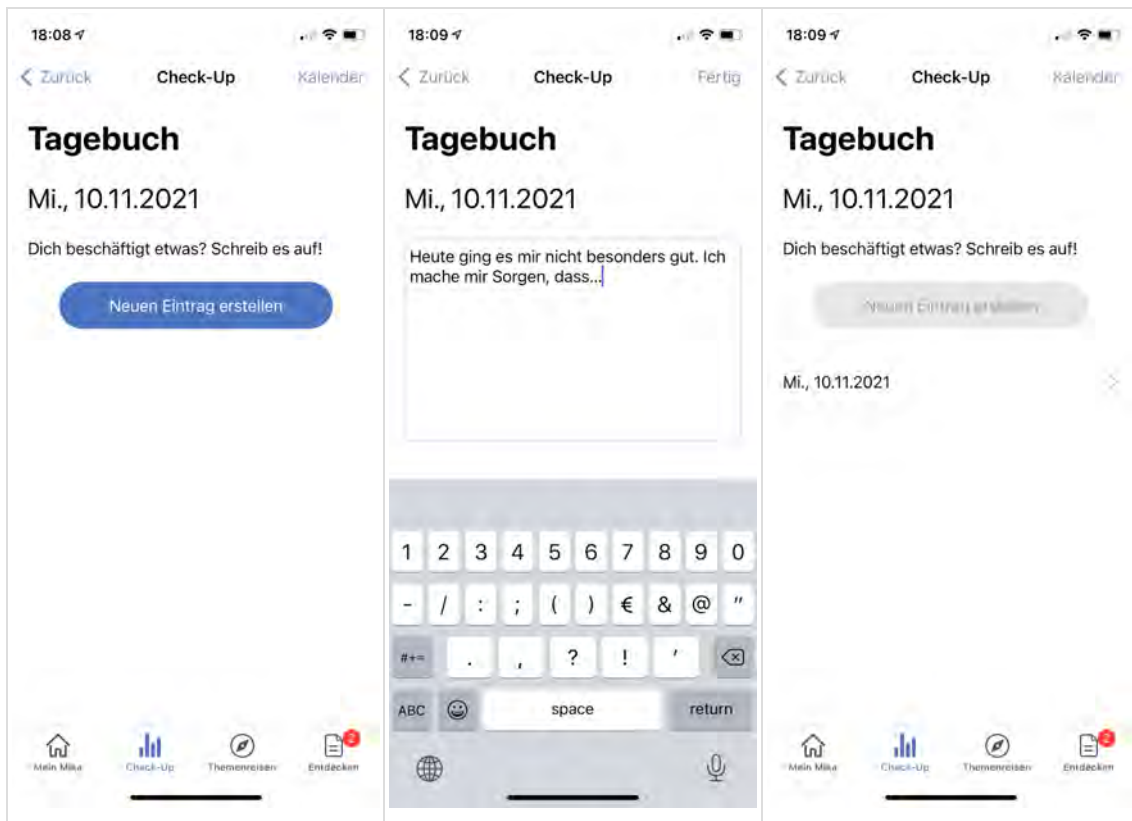 18:08
Zurück
Check-Up
Kalender
Tagebuch
Mi., 10.11.2021
Dich beschäftigt etwas? Schreib es auf!
Neuen Eintrag erstellen
Mein Mika
Check-Up
Themenreisen
Entdecken
2
18:09
Zurück
Check-Up
Fertig
Tagebuch
Mi., 10.11.2021
Heute ging es mir nicht besonders gut. Ich
mache mir Sorgen, dass...
1 2 3 4 5 6 7 8 9 0
- / : ; ( ) € & @ "
#+= . , ? ! '
ABC space return
18:09
Zurück
Check-Up
Kalender
Tagebuch
Mi., 10.11.2021
Dich beschäftigt etwas? Schreib es auf!
Neuen Eintrag erstellen
Mi., 10.11.2021
Mein Mika
Check-Up
Themenreisen
Entdecken
2